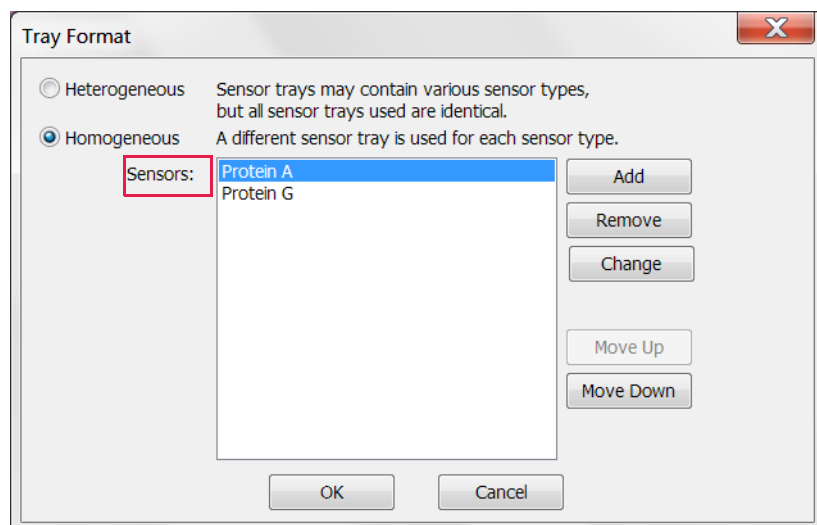 Tray Format
Heterogeneous
Sensor trays may contain various sensor types,
but all sensor trays used are identical.
Homogeneous
A different sensor tray is used for each sensor type.
Sensors:
Protein A
Protein G
Add
Remove
Change
Move Up
Move Down
OK
Cancel